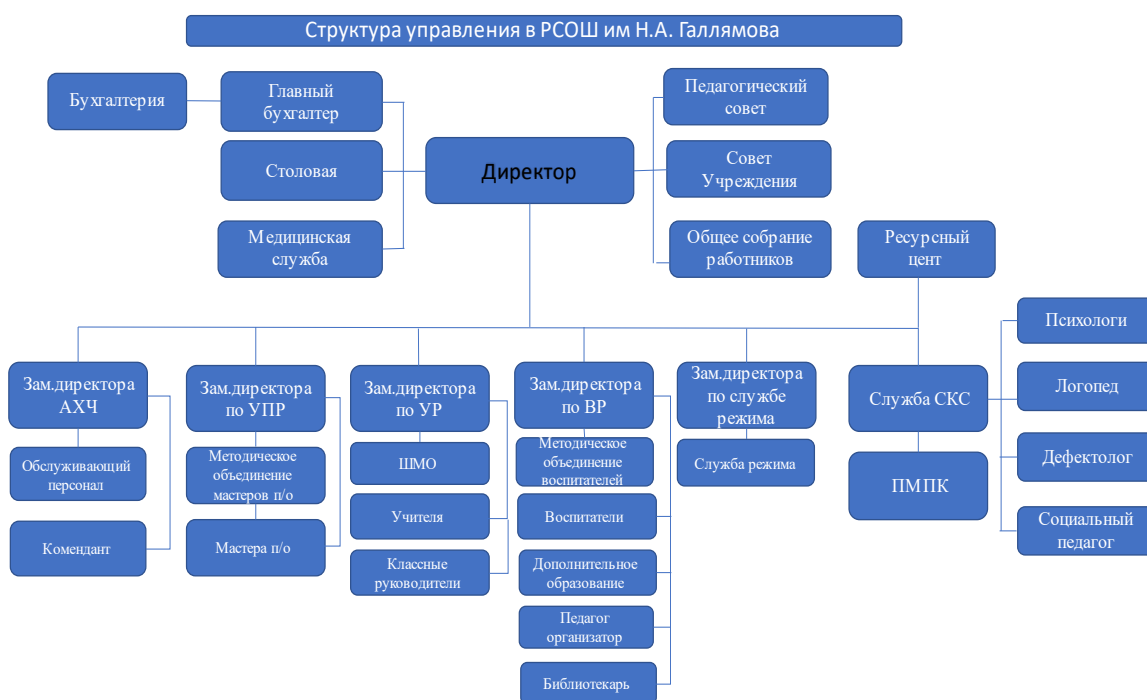 Структура управления в РСОШ им Н.А. Галлямова
Бухгалтерия
Главный
бухгалтер
Столовая
Медицинская
служба
Директор
Педагогический
совет
Совет
Учреждения
Общее собрание
работников
Ресурсный
цент
Зам.директора
АХЧ
Обслуживающий
персонал
Комендант
Зам.директора
по УПР
Методическое
объединение
мастеров п/о
Мастера п/о
Зам.директора
по УР
ШМО
Учителя
Классные
руководители
Зам.директора
по ВР
Методическое
объединение
воспитателей
Воспитатели
Дополнительное
образование
Педагог
организатор
Библиотекарь
Зам.директора
по службе
режима
Служба режима
Служба СКС
ПМПК
Психологи
Логопед
Дефектолог
Социальный
педагог